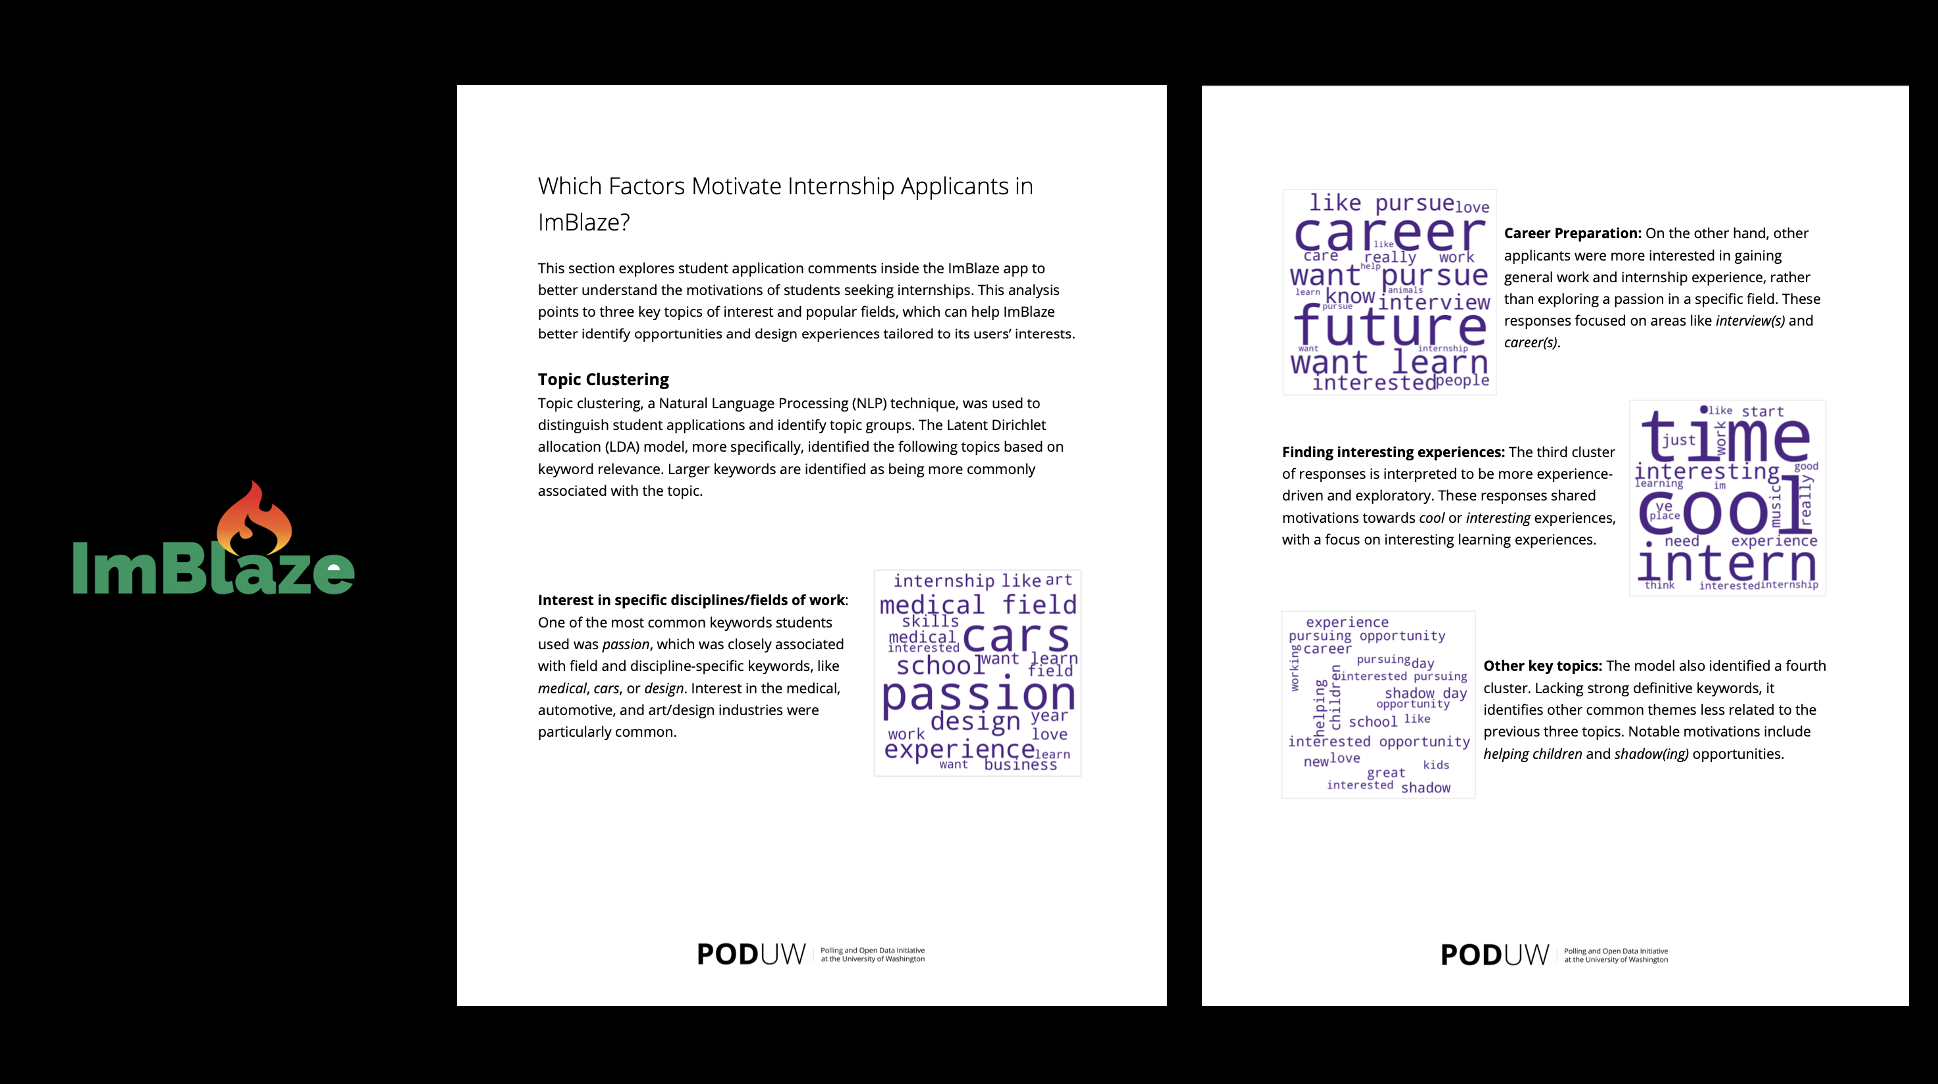 ImBlaze
Which Factors Motivate Internship Applicants in
ImBlaze?
This section explores student application comments inside the ImBlaze app to
better understand the motivations of students seeking internships. This analysis
points to three key topics of interest and popular fields, which can help ImBlaze
better identify opportunities and design experiences tailored to its users’ interests.
Topic Clustering
Topic clustering, a Natural Language Processing (NLP) technique, was used to
distinguish student applications and identify topic groups. The Latent Dirichlet
allocation (LDA) model, more specifically, identified the following topics based on
keyword relevance. Larger keywords are identified as being more commonly
associated with the topic.
Interest in specific disciplines/fields of work:
One of the most common keywords students
used was passion, which was closely associated
with field and discipline-specific keywords, like
medical, cars, or design. Interest in the medical,
automotive, and art/design industries were
particularly common.
internship like art
medical field
skills
medical cars
interested
school want learn
field
passion
design year
work love
experience learn
want business
PODUW Polling and Open Data Initiative
at the University of Washington
like pursue love
career
like
care really work
help
want pursue
learn know animals
pursue interview
future
want internship
want learn
interested people
Career Preparation: On the other hand, other
applicants were more interested in gaining
general work and internship experience, rather
than exploring a passion in a specific field. These
responses focused on areas like interview(s) and
career(s).
Finding interesting experiences: The third cluster
of responses is interpreted to be more experience-
driven and exploratory. These responses shared
motivations towards cool or interesting experiences,
with a focus on interesting learning experiences.
like start
time
just work
interesting good
learning im
cool
ve music really
place
need experience
intern
think interested internship
experience
pursuing opportunity
working career
pursuing day
interested pursuing
helping children shadow day
opportunity
school like
interested opportunity
new love
great kids
interested shadow
Other key topics: The model also identified a fourth
cluster. Lacking strong definitive keywords, it
identifies other common themes less related to the
previous three topics. Notable motivations include
helping children and shadow(ing) opportunities.
PODUW Polling and Open Data Initiative
at the University of Washington